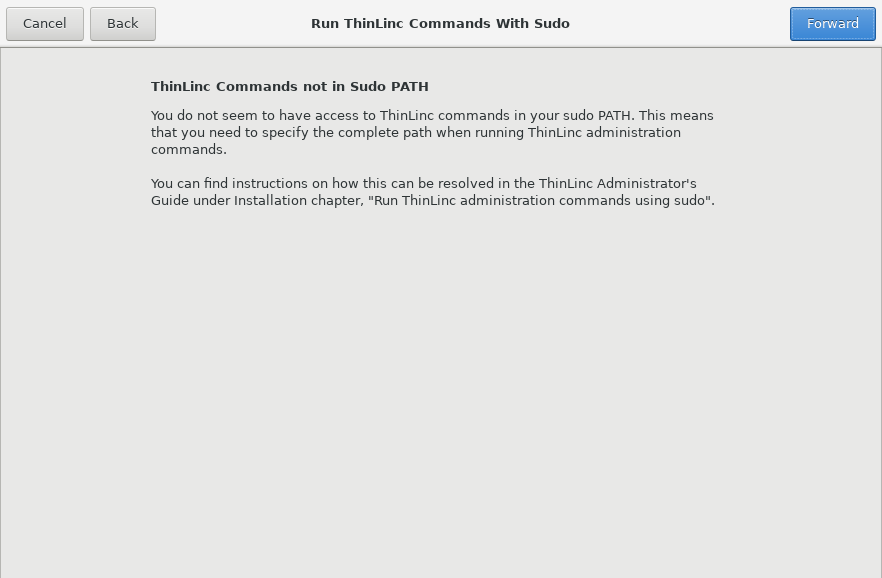 Cancel
Back
Run ThinLinc Commands With Sudo
Forward
ThinLinc Commands not in Sudo PATH
You do not seem to have access to ThinLinc commands in your sudo PATH. This means
that you need to specify the complete path when running ThinLinc administration
commands.
You can find instructions on how this can be resolved in the ThinLinc Administrator's
Guide under Installation chapter, "Run ThinLinc administration commands using sudo".